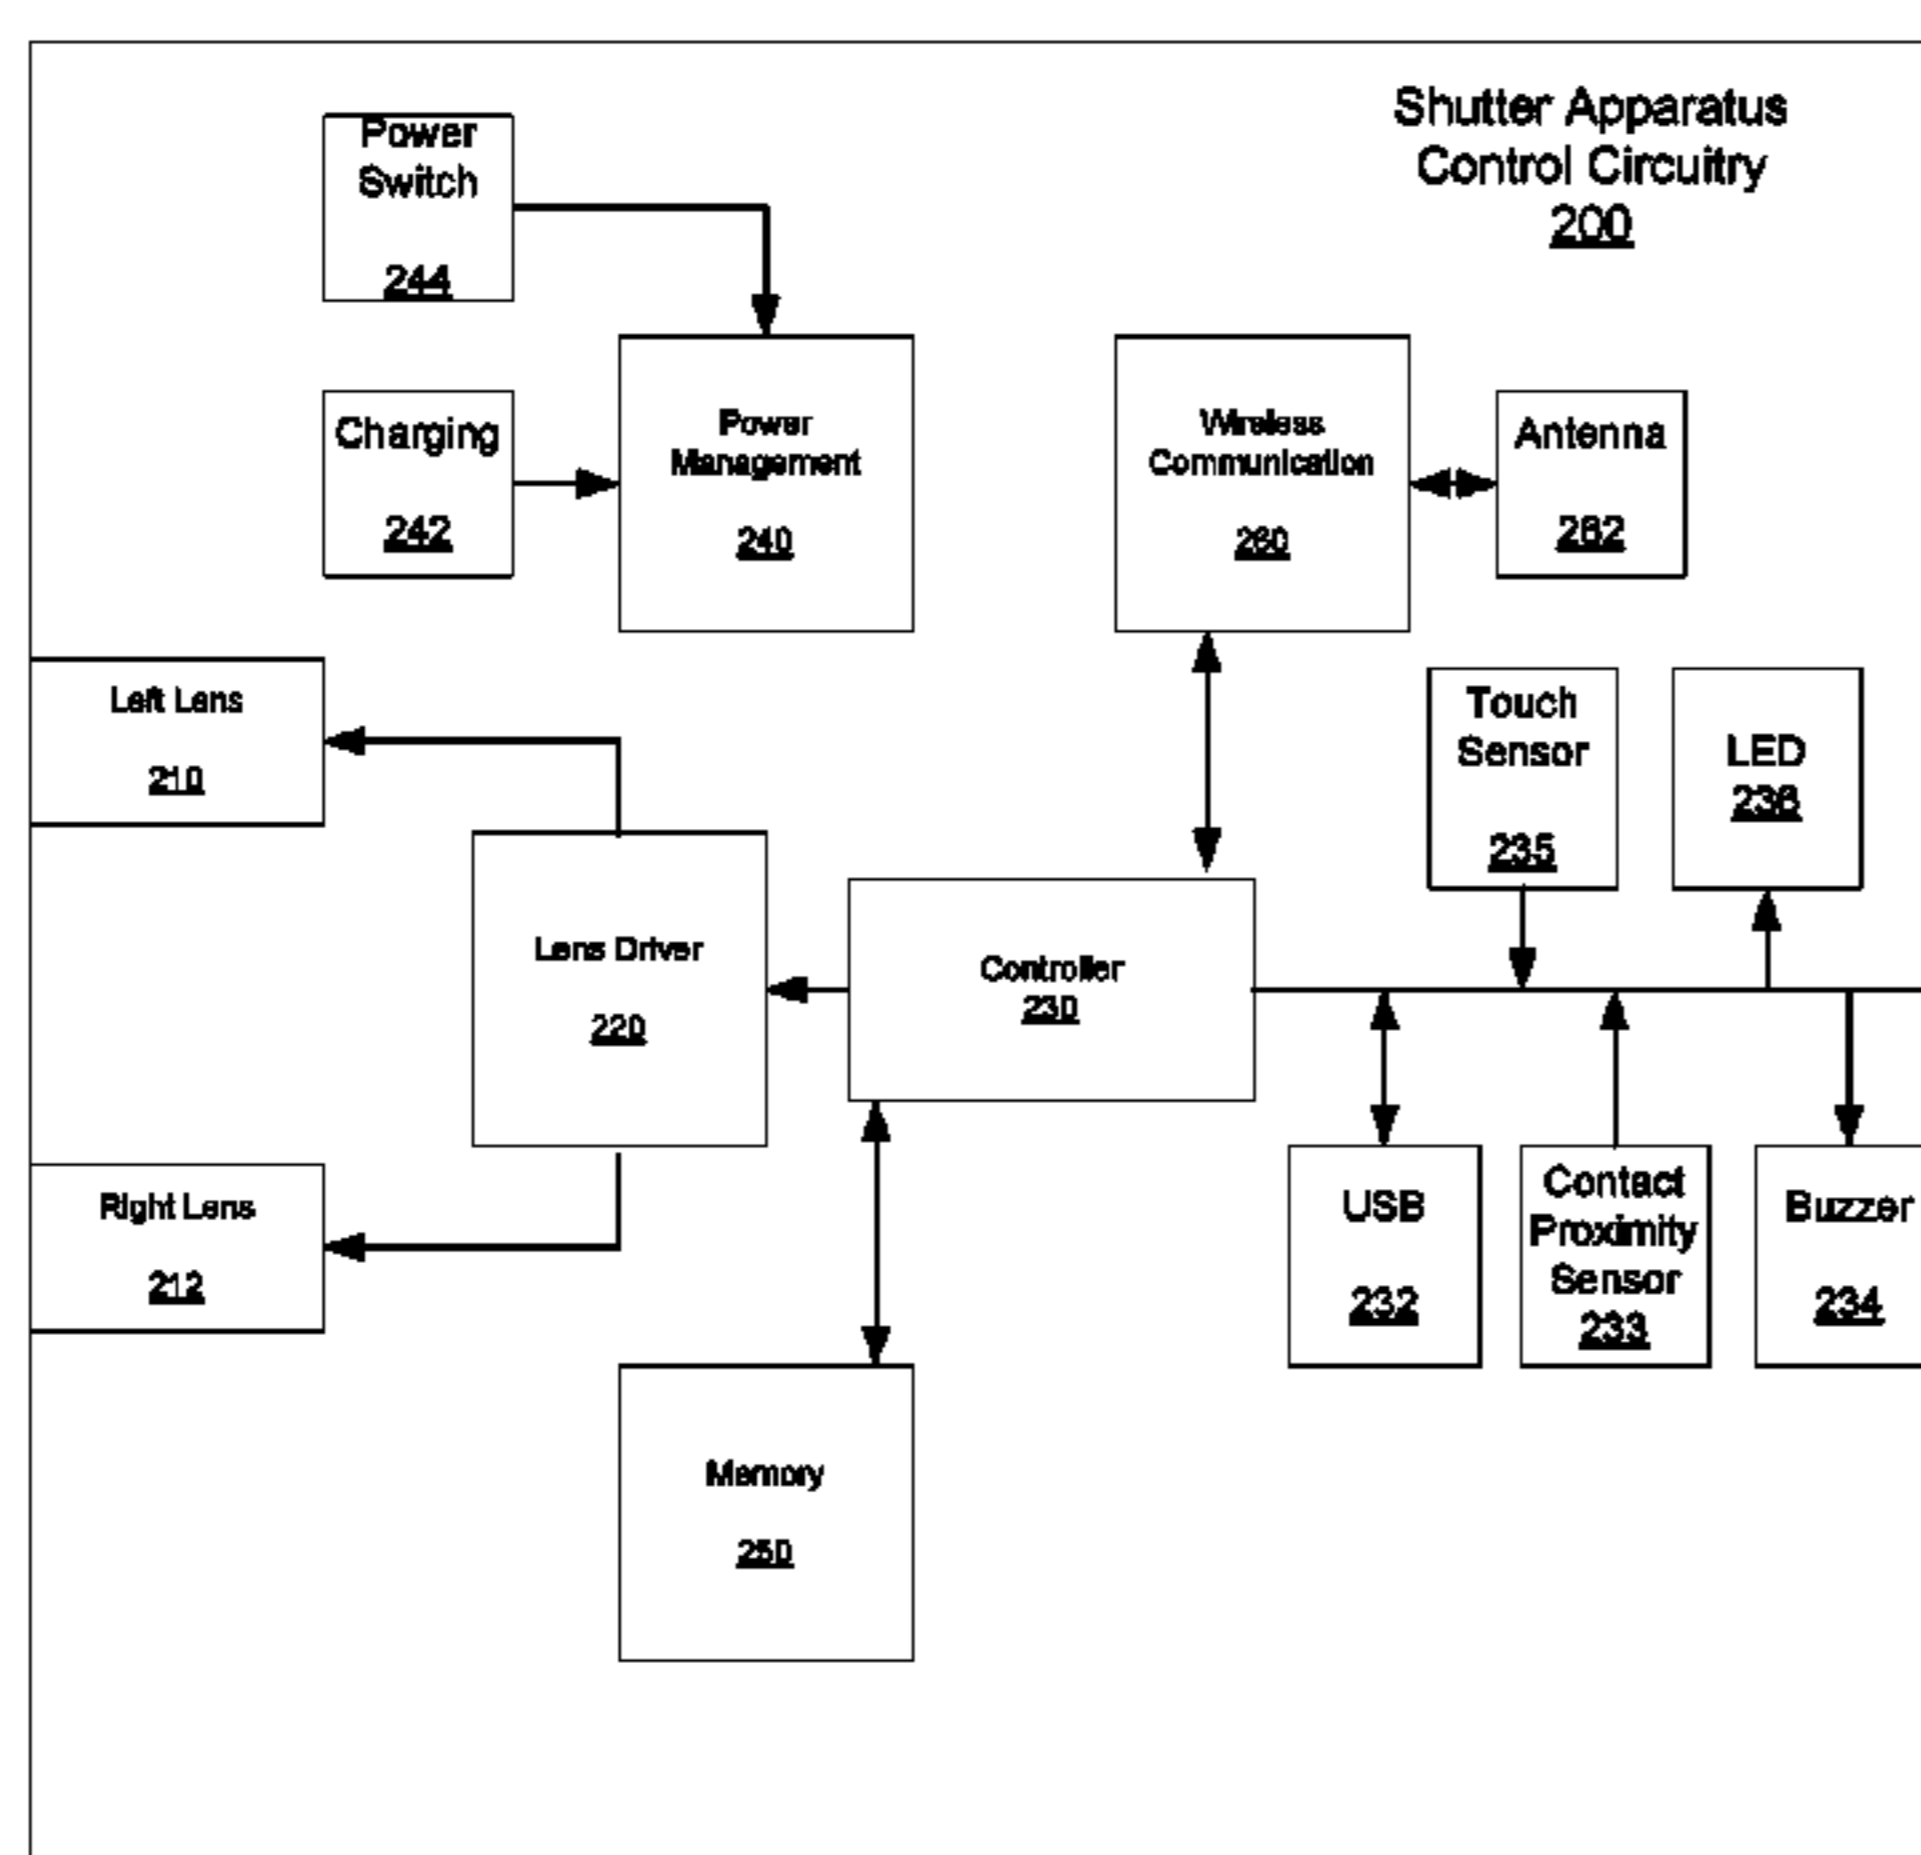 Shutter Apparatus
Control Circuitry
200
Power
Switch
244
Charging
242
Power
Management
240
Wireless
Communication
260
Antenna
262
Left Lens
210
Touch
Sensor
235
LED
236
Lens Driver
220
Controller
230
Right Lens
212
USB
232
Contact
Proximity
Sensor
233
Buzzer
234
Memory
250